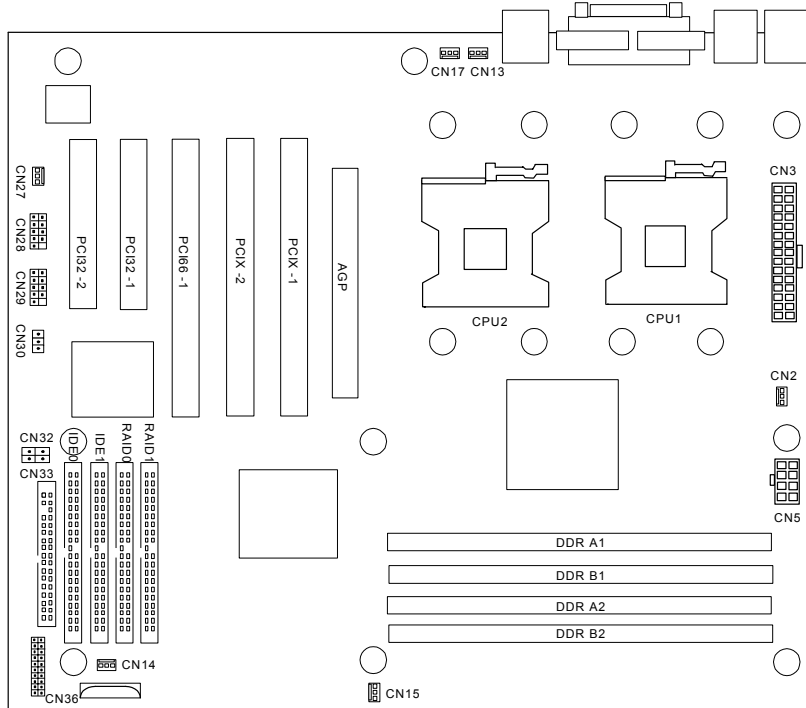 CN17 CN13
CN3
CN27
CN28
CN29
CN30
PCI32 -2
PCI32 -1
PCI66 -1
PCIX -2
PCIX -1
AGP
CPU2
CPU1
CN2
CN32
CN33
IDE0
IDE1
RAID0
RAID1
CN5
DDR A1
DDR B1
DDR A2
DDR B2
CN14
CN36
CN15